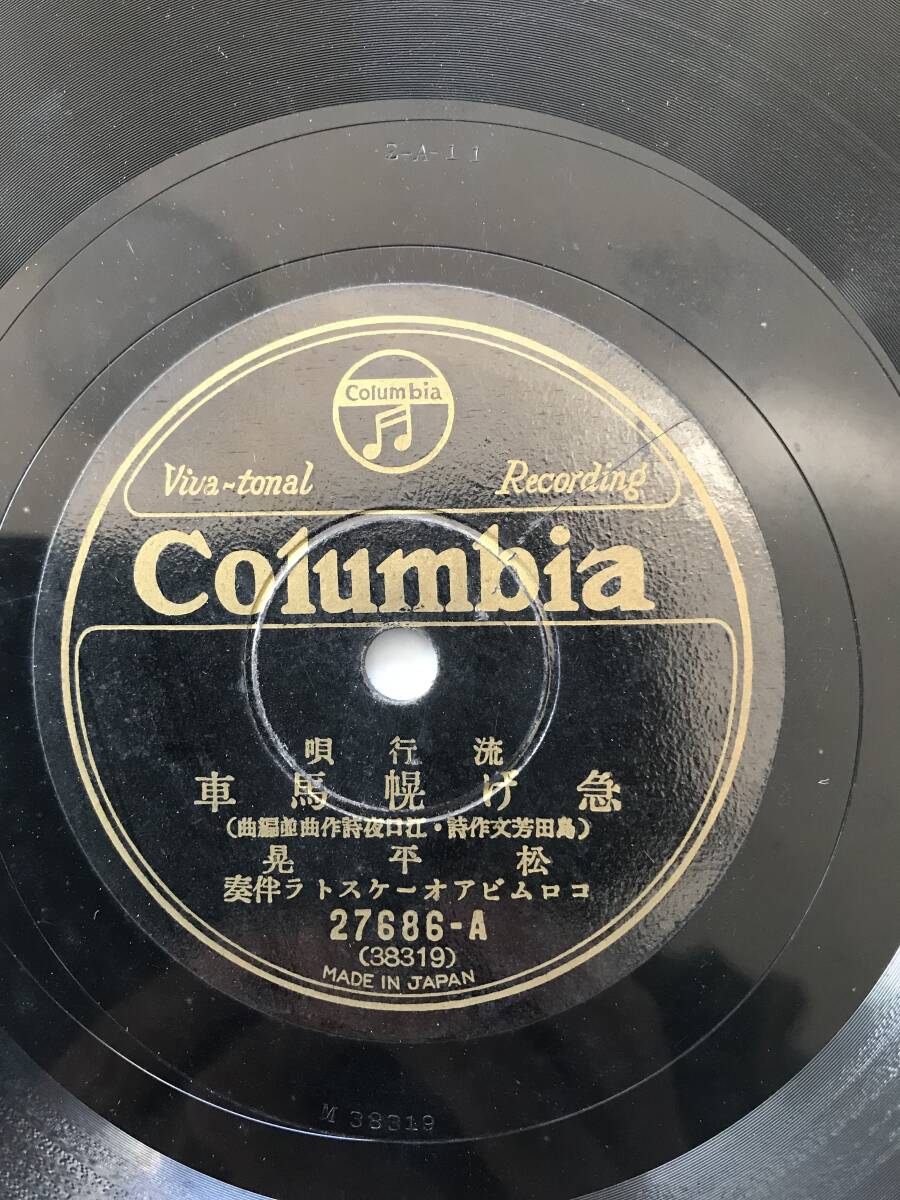 2-A-11
Columbia
Viva-tonal Recording
Columbia
流行唄
急げ幌馬車
(島田芳文作詩・江口夜詩作曲並編曲)
松平晃
コロムビアオーケストラ伴奏
27686-A
(38319)
MADE IN JAPAN
M 38319